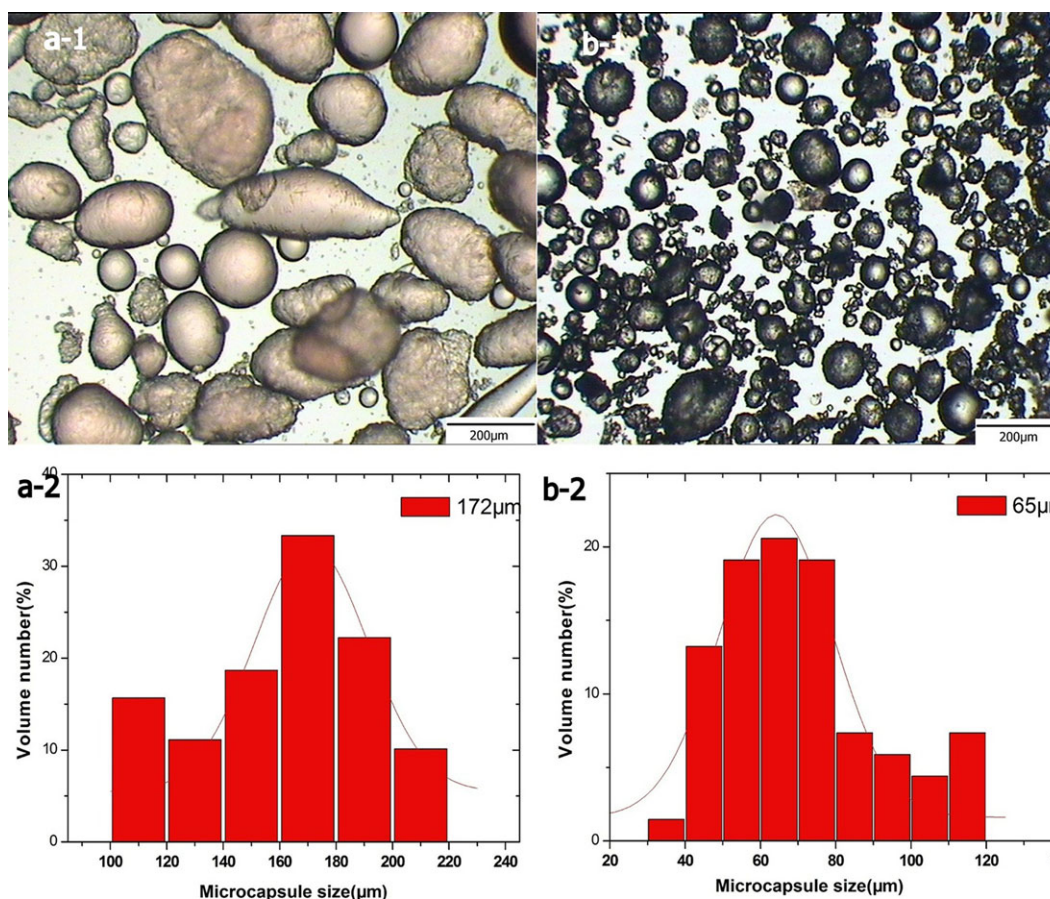 a-1
b-
200µm
200µm
a-2
172µm
Volume number(%)
40
30
20
10
0
100 120 140 160 180 200 220 240
Microcapsule size(µm)
b-2
65µm
Volume number(%)
20
10
0
20 40 60 80 100 120
Microcapsule size(µm)